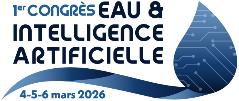 1er CONGRÈS EAU &
INTELLIGENCE
ARTIFICIELLE
4-5-6 mars 2026